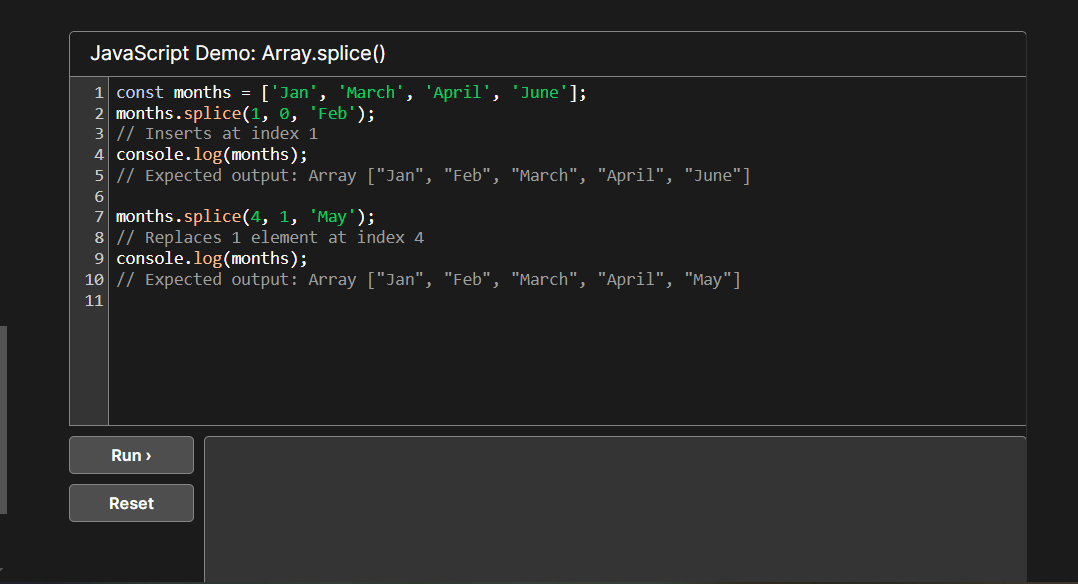 JavaScript Demo: Array.splice()
1 const months = ['Jan', 'March', 'April', 'June'];
2 months.splice(1, 0, 'Feb');
3 // Inserts at index 1
4 console.log(months);
5 // Expected output: Array ["Jan", "Feb", "March", "April", "June"]
6
7 months.splice(4, 1, 'May');
8 // Replaces 1 element at index 4
9 console.log(months);
10 // Expected output: Array ["Jan", "Feb", "March", "April", "May"]
11
Run ›
Reset